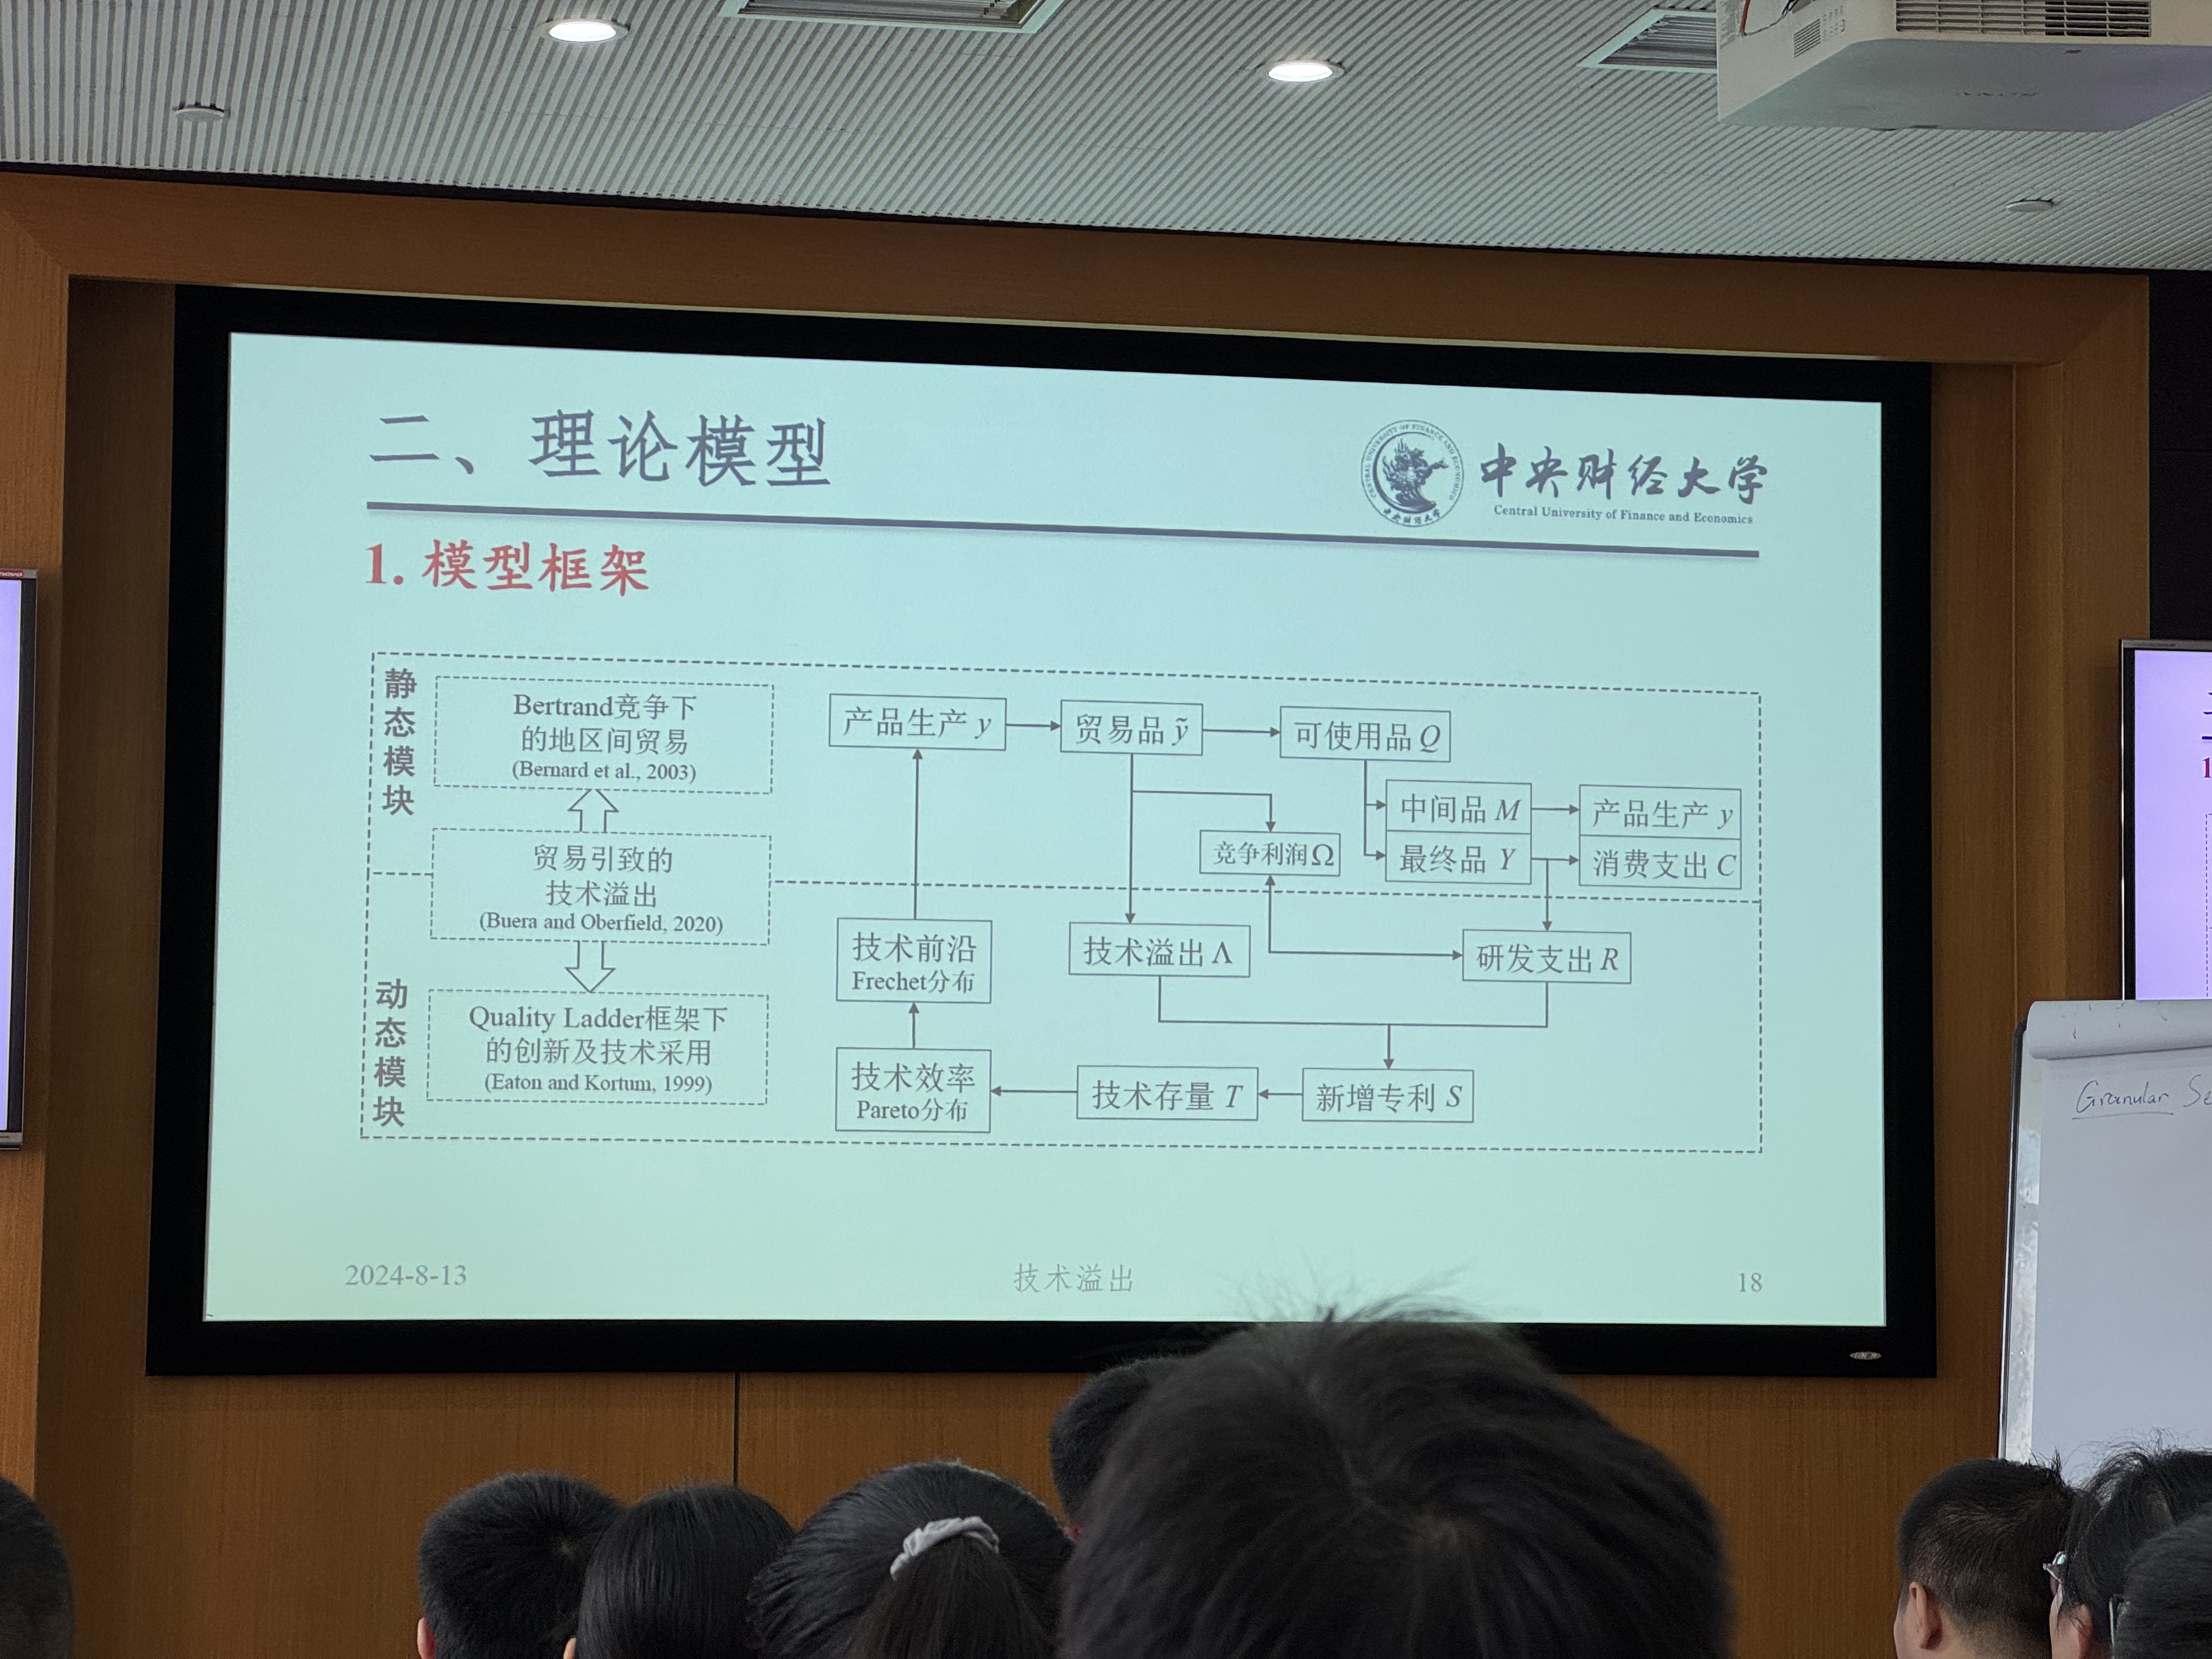 二、理论模型
中央财经大学
Central University of Finance and Economics
1. 模型框架
静态模块
Bertrand竞争下
的地区间贸易
(Bernard et al., 2003)
贸易引致的
技术溢出
(Buera and Oberfield, 2020)
动态模块
Quality Ladder框架下
的创新及技术采用
(Eaton and Kortum, 1999)
产品生产 y
贸易品 ỹ
可使用品 Q
中间品 M
产品生产 y
竞争利润Ω
最终品 Y
消费支出 C
技术前沿
Frechet分布
技术溢出 Λ
研发支出 R
技术效率
Pareto分布
技术存量 T
新增专利 S
2024-8-13
技术溢出
18
Granular